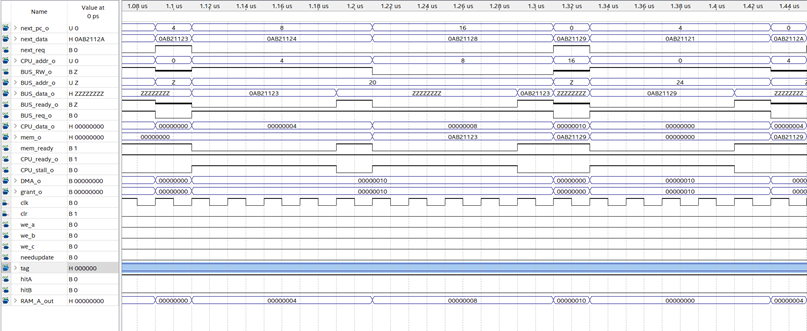 Name Value at 0 ps 1.08 us 1.1 us 1.12 us 1.14 us 1.16 us 1.18 us 1.2 us 1.22 us 1.24 us 1.26 us 1.28 us 1.3 us 1.32 us 1.34 us 1.36 us 1.38 us 1.4 us 1.42 us 1.44 us
next_pc_o U 0 4 8 16 0 4 0
next_data H 0AB2112A 0AB21123 0AB21124 0AB21128 0AB21129 0AB21121 0AB2112A
next_req B 0
CPU_addr_o U 0 0 4 8 16 0 4
BUS_RW_o B Z
BUS_addr_o U Z Z 20 Z 24
BUS_data_o H ZZZZZZZZ ZZZZZZZZ 0AB21123 ZZZZZZZZ 0AB21123 ZZZZZZZZ 0AB21129 ZZZZZZZZ
BUS_ready_o B Z
BUS_req_o B 0
CPU_data_o H 00000000 00000000 00000004 00000008 00000010 00000000 00000004
mem_o H 00000000 00000000 0AB21123 0AB21129 00000000 0AB21129
mem_ready B 1
CPU_ready_o B 1
CPU_stall_o B 0
DMA_o B 00000000 00000000 00000010 00000000 00000010 0000
grant_o B 00000000 00000000 00000010 00000000 00000010 0000
clk B 0
clr B 1
we_a B 0
we_b B 0
we_c B 0
needupdate B 0
tag H 000000
hitA B 0
hitB B 0
RAM_A_out H 00000000 00000000 00000004 00000008 00000010 00000000 00000004